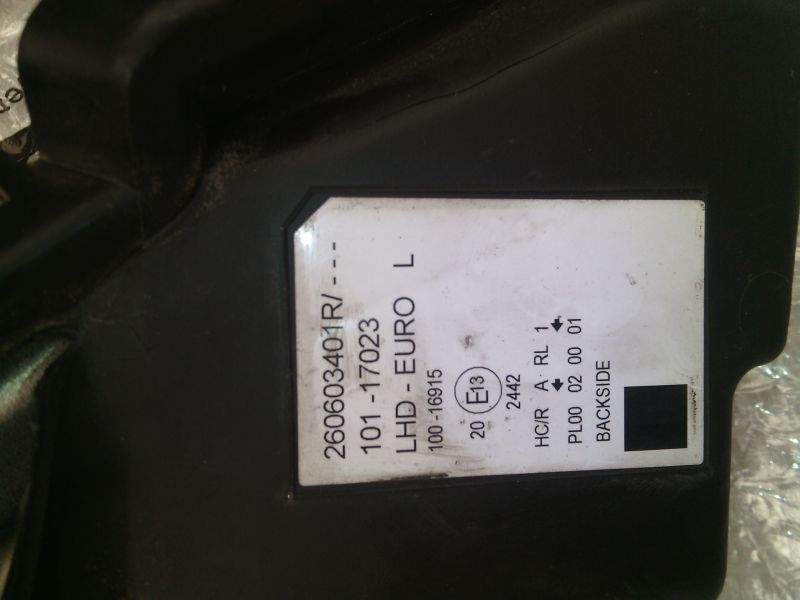 260603401R/ - - -
101 -17023
LHD - EURO L
100 -16915
20 E13
2442
HC/R A RL 1
PL00 02 00 01
BACKSIDE